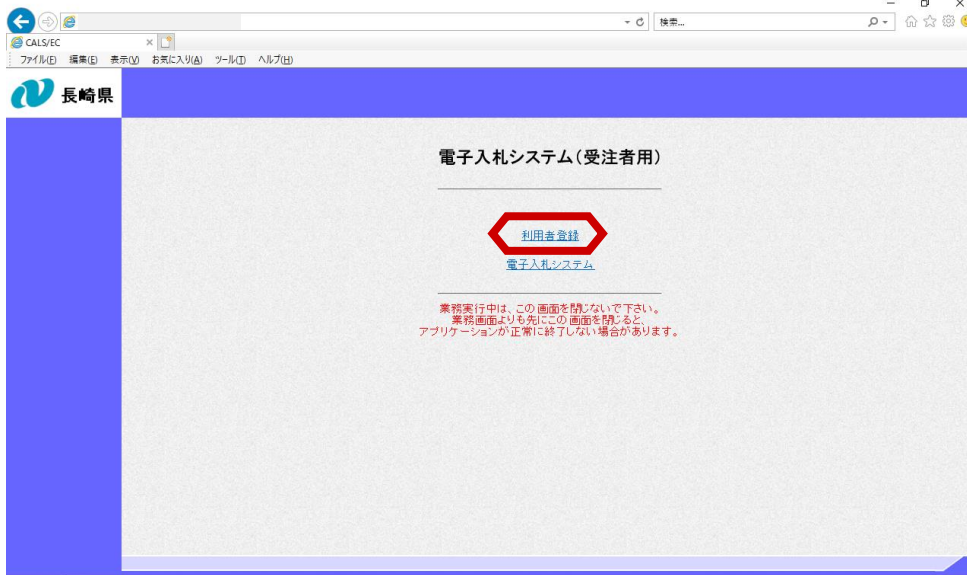 検索...
CALS/EC
ファイル(F) 編集(E) 表示(V) お気に入り(A) ツール(T) ヘルプ(H)
長崎県
電子入札システム(受注者用)
利用者登録
電子入札システム
業務実行中は、この画面を閉じないで下さい。
業務画面よりも先にこの画面を閉じると、
アプリケーションが正常に終了しない場合があります。